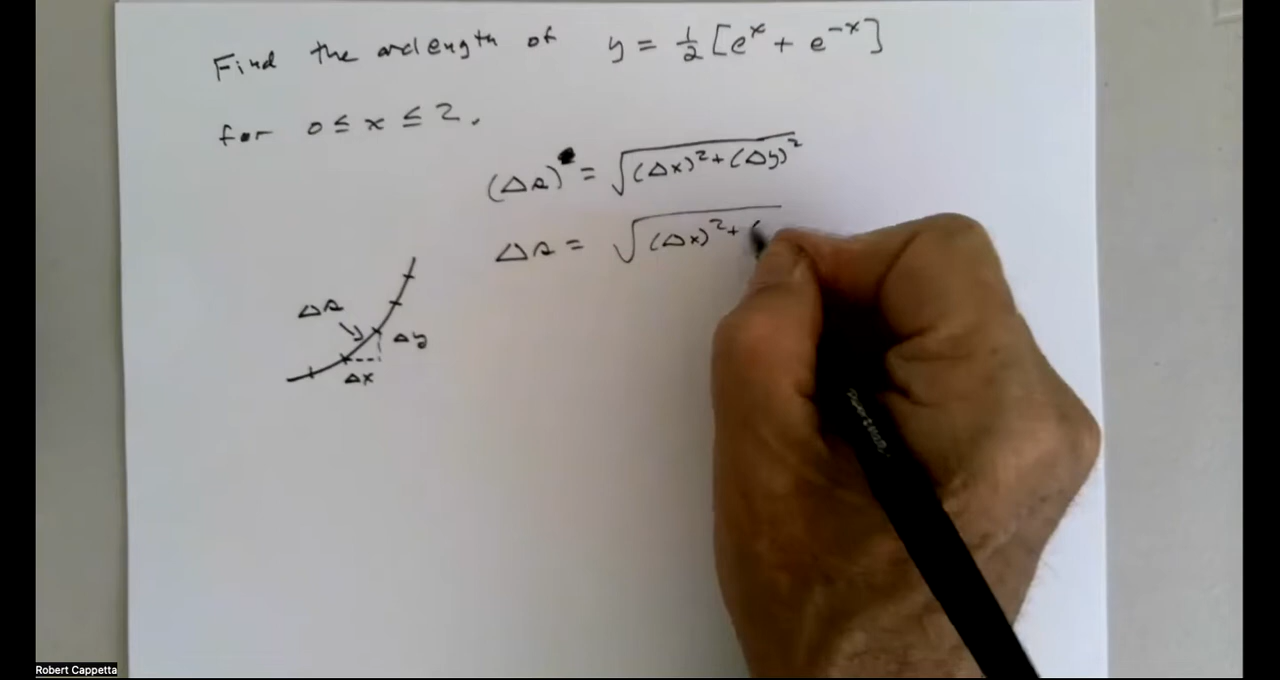 Find the arclength of y = ½ [eˣ + e⁻ˣ]
for 0 ≤ x ≤ 2.
(Δs) = √(Δx)² + (Δy)²
Δs = √(Δx)² + (
Δs
Δy
Δx
Robert Cappetta